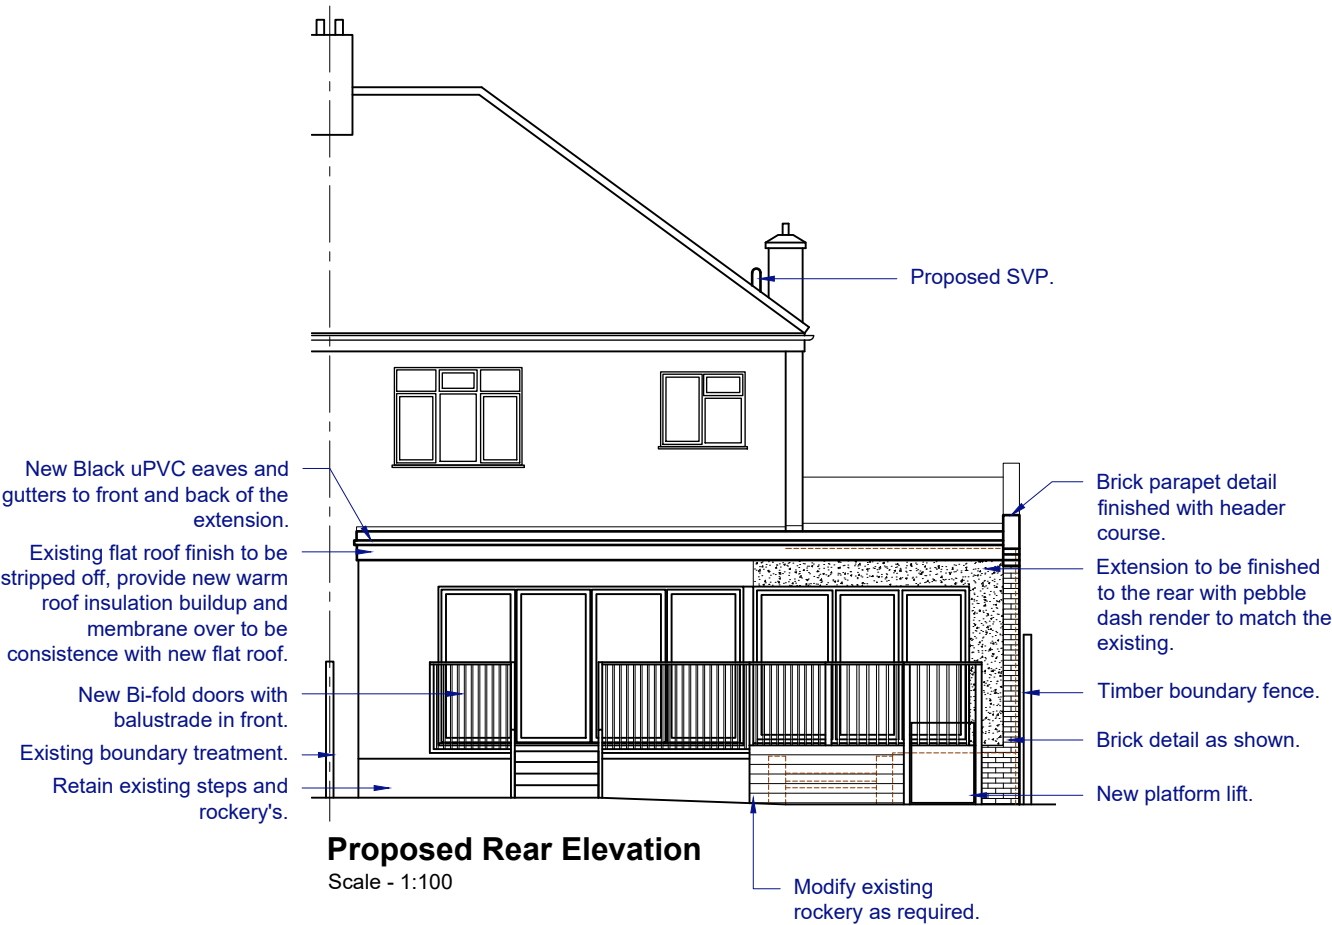 Proposed SVP.
New Black uPVC eaves and
gutters to front and back of the
extension.
Existing flat roof finish to be
stripped off, provide new warm
roof insulation buildup and
membrane over to be
consistence with new flat roof.
New Bi-fold doors with
balustrade in front.
Existing boundary treatment.
Retain existing steps and
rockery's.
Brick parapet detail
finished with header
course.
Extension to be finished
to the rear with pebble
dash render to match the
existing.
Timber boundary fence.
Brick detail as shown.
New platform lift.
Proposed Rear Elevation
Scale - 1:100
Modify existing
rockery as required.